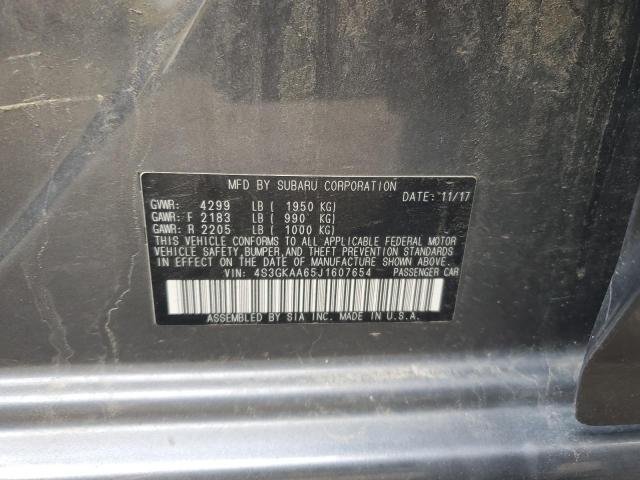 MFD BY SUBARU CORPORATION
DATE: 11/17
GVWR: 4299 LB ( 1950 KG)
GAWR: F 2183 LB ( 990 KG)
GAWR: R 2205 LB ( 1000 KG)
THIS VEHICLE CONFORMS TO ALL APPLICABLE FEDERAL MOTOR
VEHICLE SAFETY, BUMPER, AND THEFT PREVENTION STANDARDS
IN EFFECT ON THE DATE OF MANUFACTURE SHOWN ABOVE.
VIN: 4S3GKAA65J1607654 PASSENGER CAR
ASSEMBLED BY SIA INC. MADE IN U.S.A.